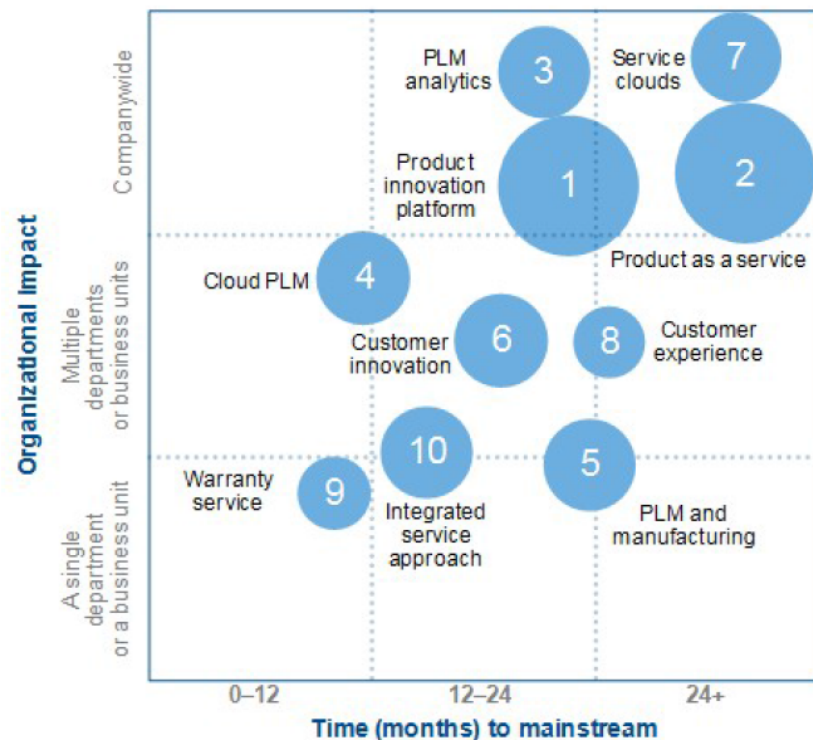 Organizational Impact
Companywide
Multiple
departments
or business units
A single
department
or a business unit
PLM
analytics
3
Service
clouds
7
Product
innovation
platform
1
2
Product as a service
Cloud PLM
4
Customer
innovation
6
8
Customer
experience
Warranty
service
9
10
Integrated
service
approach
5
PLM and
manufacturing
0–12
12–24
24+
Time (months) to mainstream